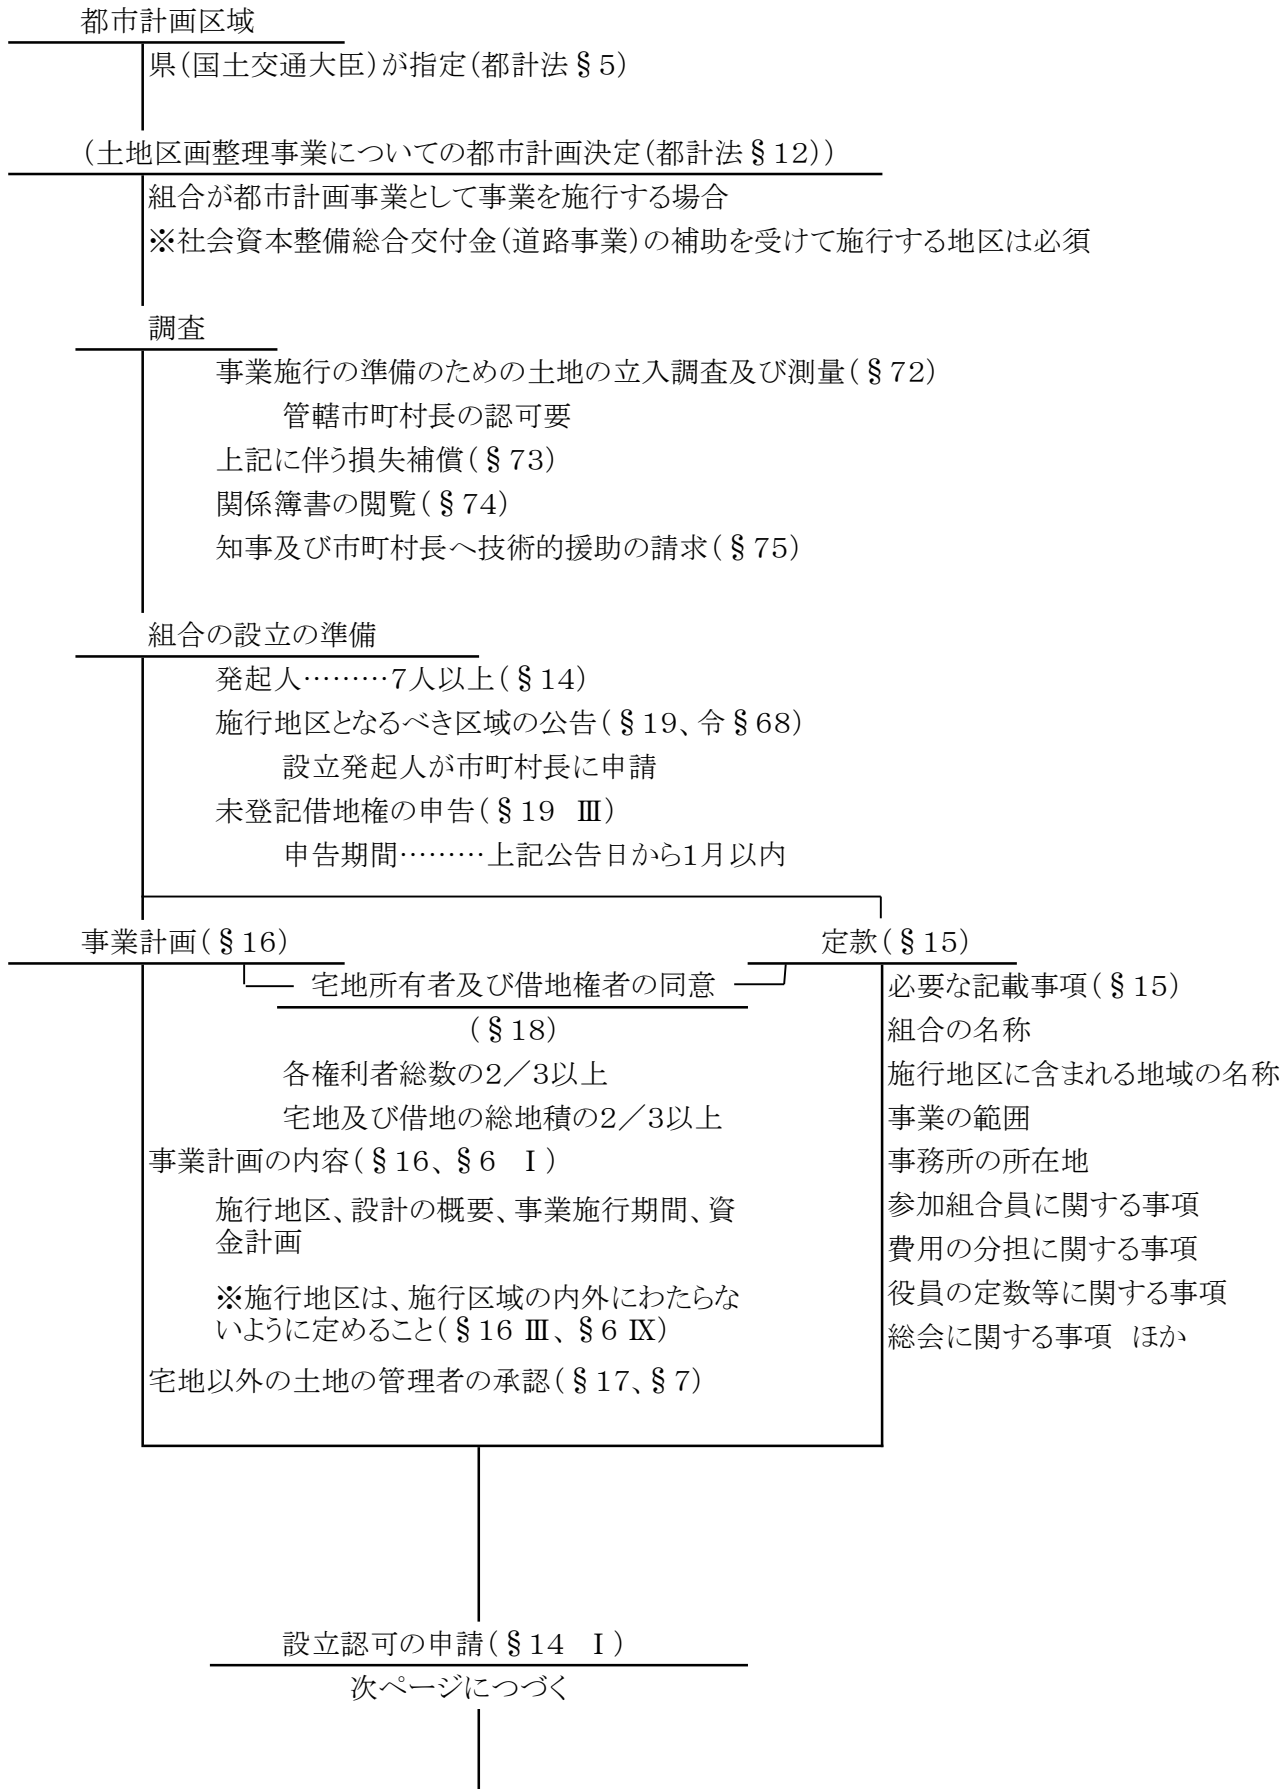 都市計画区域
県(国土交通大臣)が指定(都計法§5)
(土地区画整理事業についての都市計画決定(都計法§12))
組合が都市計画事業として事業を施行する場合
※社会資本整備総合交付金(道路事業)の補助を受けて施行する地区は必須
調査
事業施行の準備のための土地の立入調査及び測量(§72)
管轄市町村長の認可要
上記に伴う損失補償(§73)
関係簿書の閲覧(§74)
知事及び市町村長へ技術的援助の請求(§75)
組合の設立の準備
発起人………7人以上(§14)
施行地区となるべき区域の公告(§19、令§68)
設立発起人が市町村長に申請
未登記借地権の申告(§19 Ⅲ)
申告期間………上記公告日から1月以内
事業計画(§16)
宅地所有者及び借地権者の同意
(§18)
各権利者総数の2/3以上
宅地及び借地の総地積の2/3以上
事業計画の内容(§16、§6 Ⅰ)
施行地区、設計の概要、事業施行期間、資
金計画
※施行地区は、施行区域の内外にわたらな
いように定めること(§16 Ⅲ、§6 Ⅸ)
宅地以外の土地の管理者の承認(§17、§7)
定款(§15)
必要な記載事項(§15)
組合の名称
施行地区に含まれる地域の名称
事業の範囲
事務所の所在地
参加組合員に関する事項
費用の分担に関する事項
役員の定数等に関する事項
総会に関する事項 ほか
設立認可の申請(§14 Ⅰ)
次ページにつづく